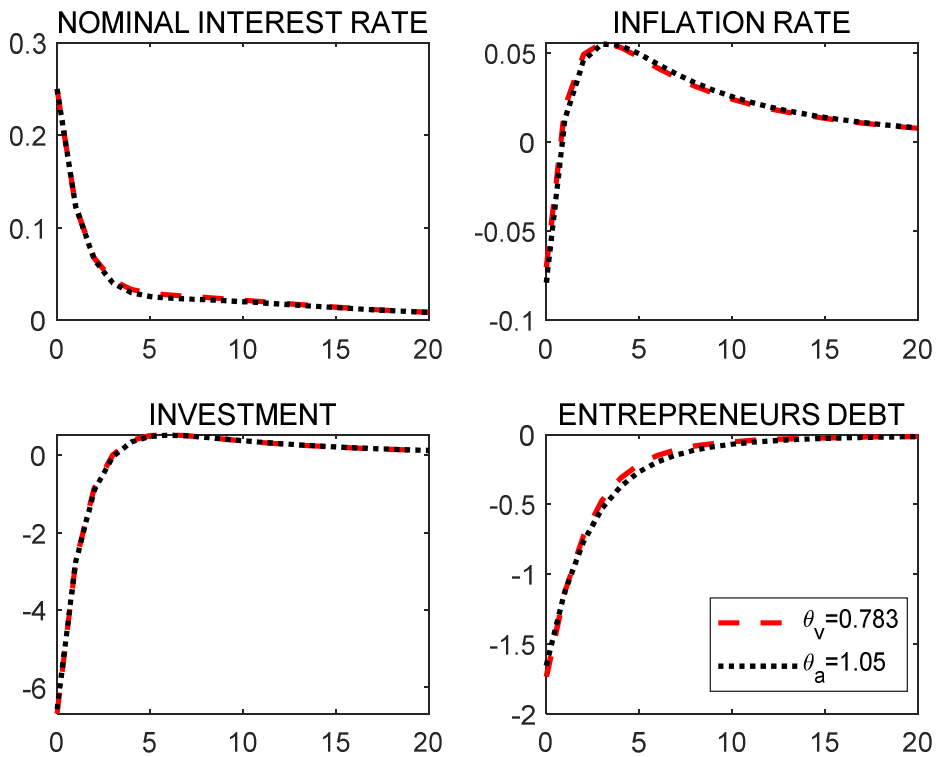 NOMINAL INTEREST RATE
0.3
0.2
0.1
0
0 5 10 15 20
INFLATION RATE
0.05
0
-0.05
-0.1
0 5 10 15 20
INVESTMENT
0
-2
-4
-6
0 5 10 15 20
ENTREPRENEURS DEBT
0
-0.5
-1
-1.5
-2
0 5 10 15 20
θv=0.783
θa=1.05